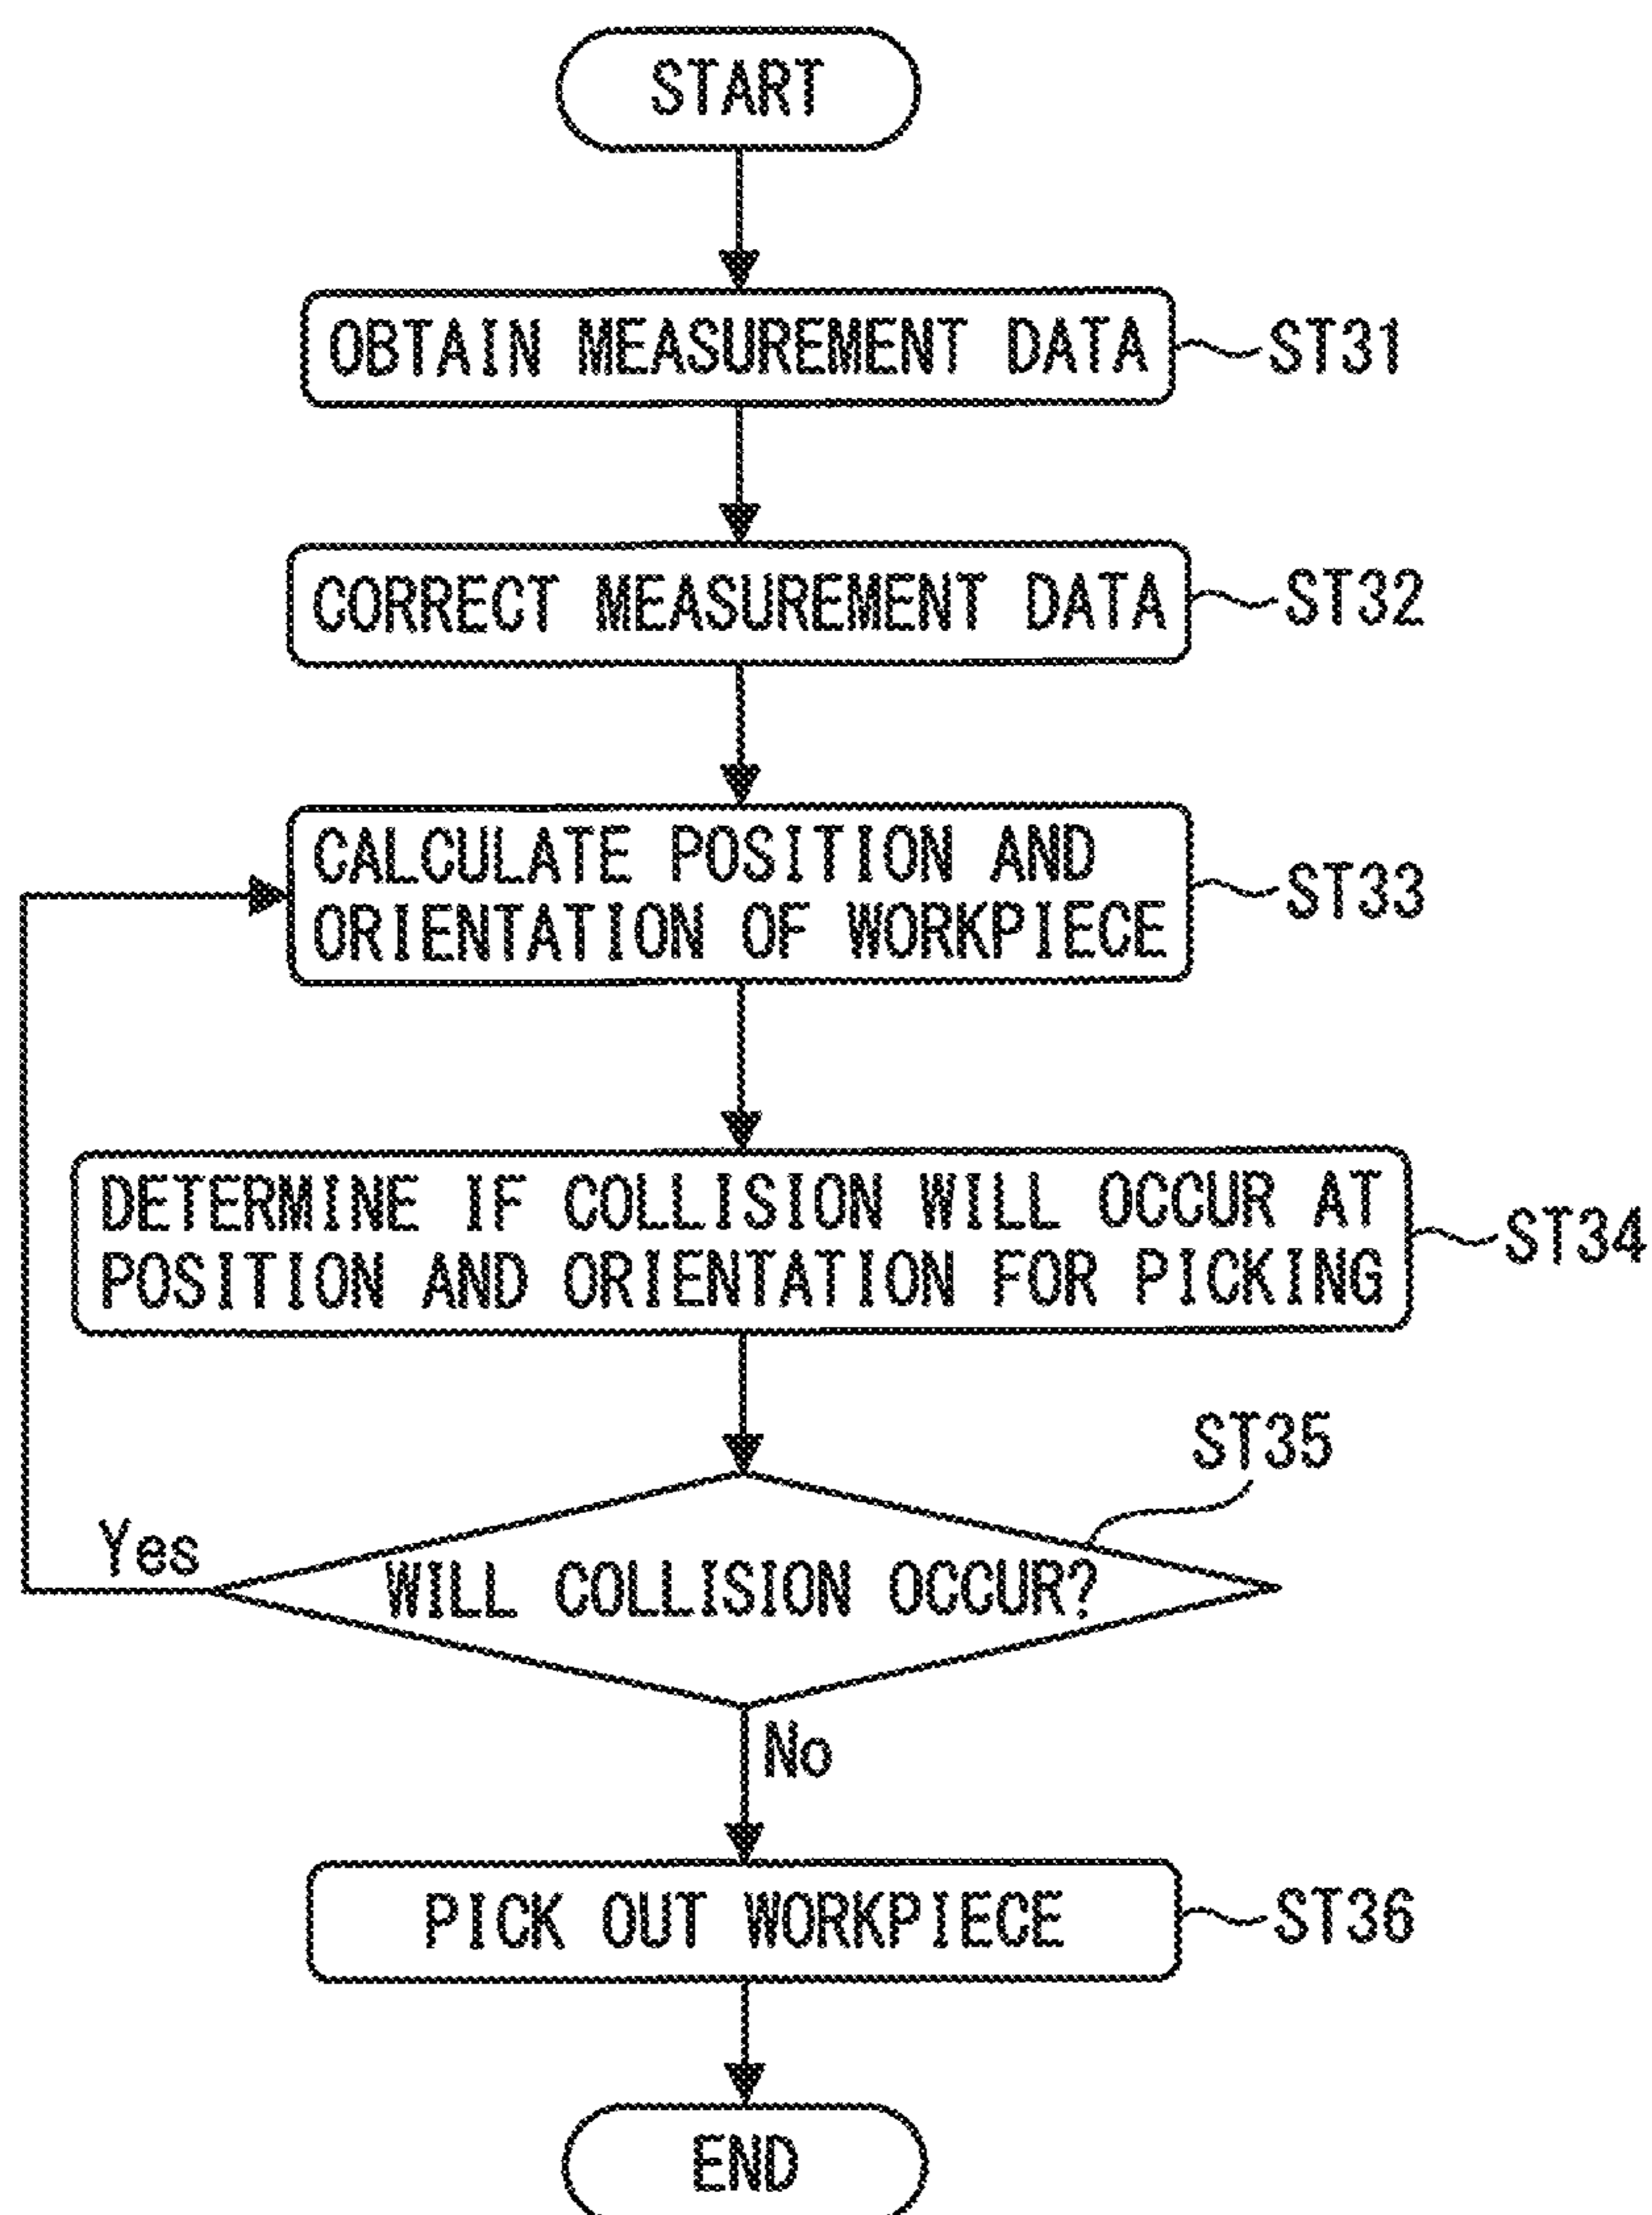 START
OBTAIN MEASUREMENT DATA
ST31
CORRECT MEASUREMENT DATA
ST32
CALCULATE POSITION AND
ORIENTATION OF WORKPIECE
ST33
DETERMINE IF COLLISION WILL OCCUR AT
POSITION AND ORIENTATION FOR PICKING
ST34
ST35
Yes
WILL COLLISION OCCUR?
No
PICK OUT WORKPIECE
ST36
END